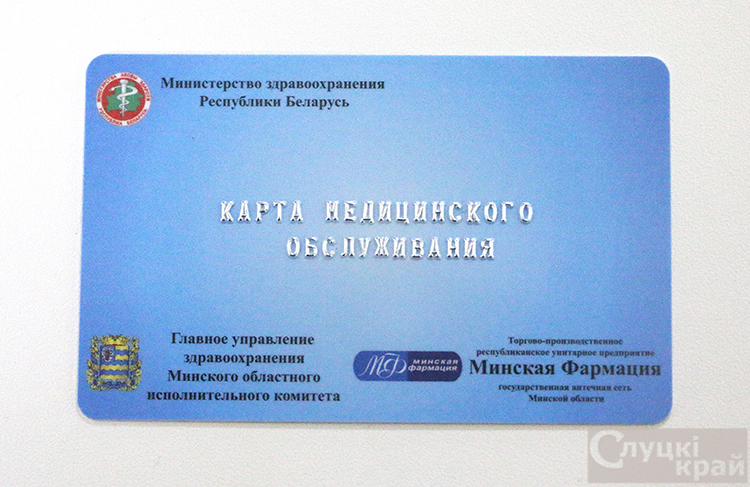 Министерство здравоохранения
Республики Беларусь
КАРТА МЕДИЦИНСКОГО
ОБСЛУЖИВАНИЯ
Главное управление
здравоохранения
Минского областного
исполнительного комитета
МФ минская
фармация
Торгово-производственное
республиканское унитарное предприятие
Минская Фармация
государственная аптечная сеть
Минской области
Слуцкі
край